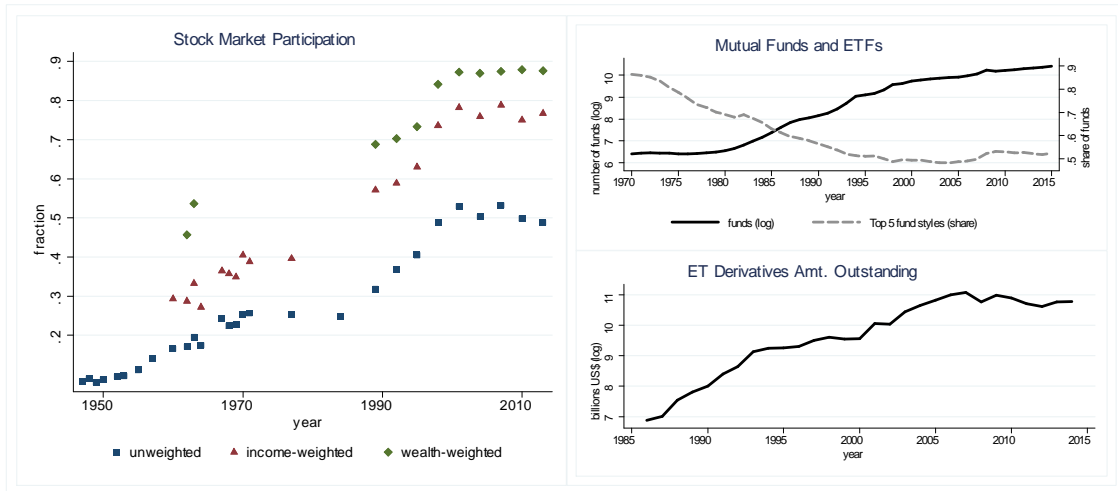 Stock Market Participation
fraction
.9
.8
.7
.6
.5
.4
.3
.2
1950 1970 1990 2010
year
unweighted income-weighted wealth-weighted
Mutual Funds and ETFs
number of funds (log)
10
9
8
7
6
.9
.8
.7
.6
.5
share of funds
1970 1975 1980 1985 1990 1995 2000 2005 2010 2015
year
funds (log) Top 5 fund styles (share)
ET Derivatives Amt. Outstanding
billions US$ (log)
11
10
9
8
7
1985 1990 1995 2000 2005 2010 2015
year